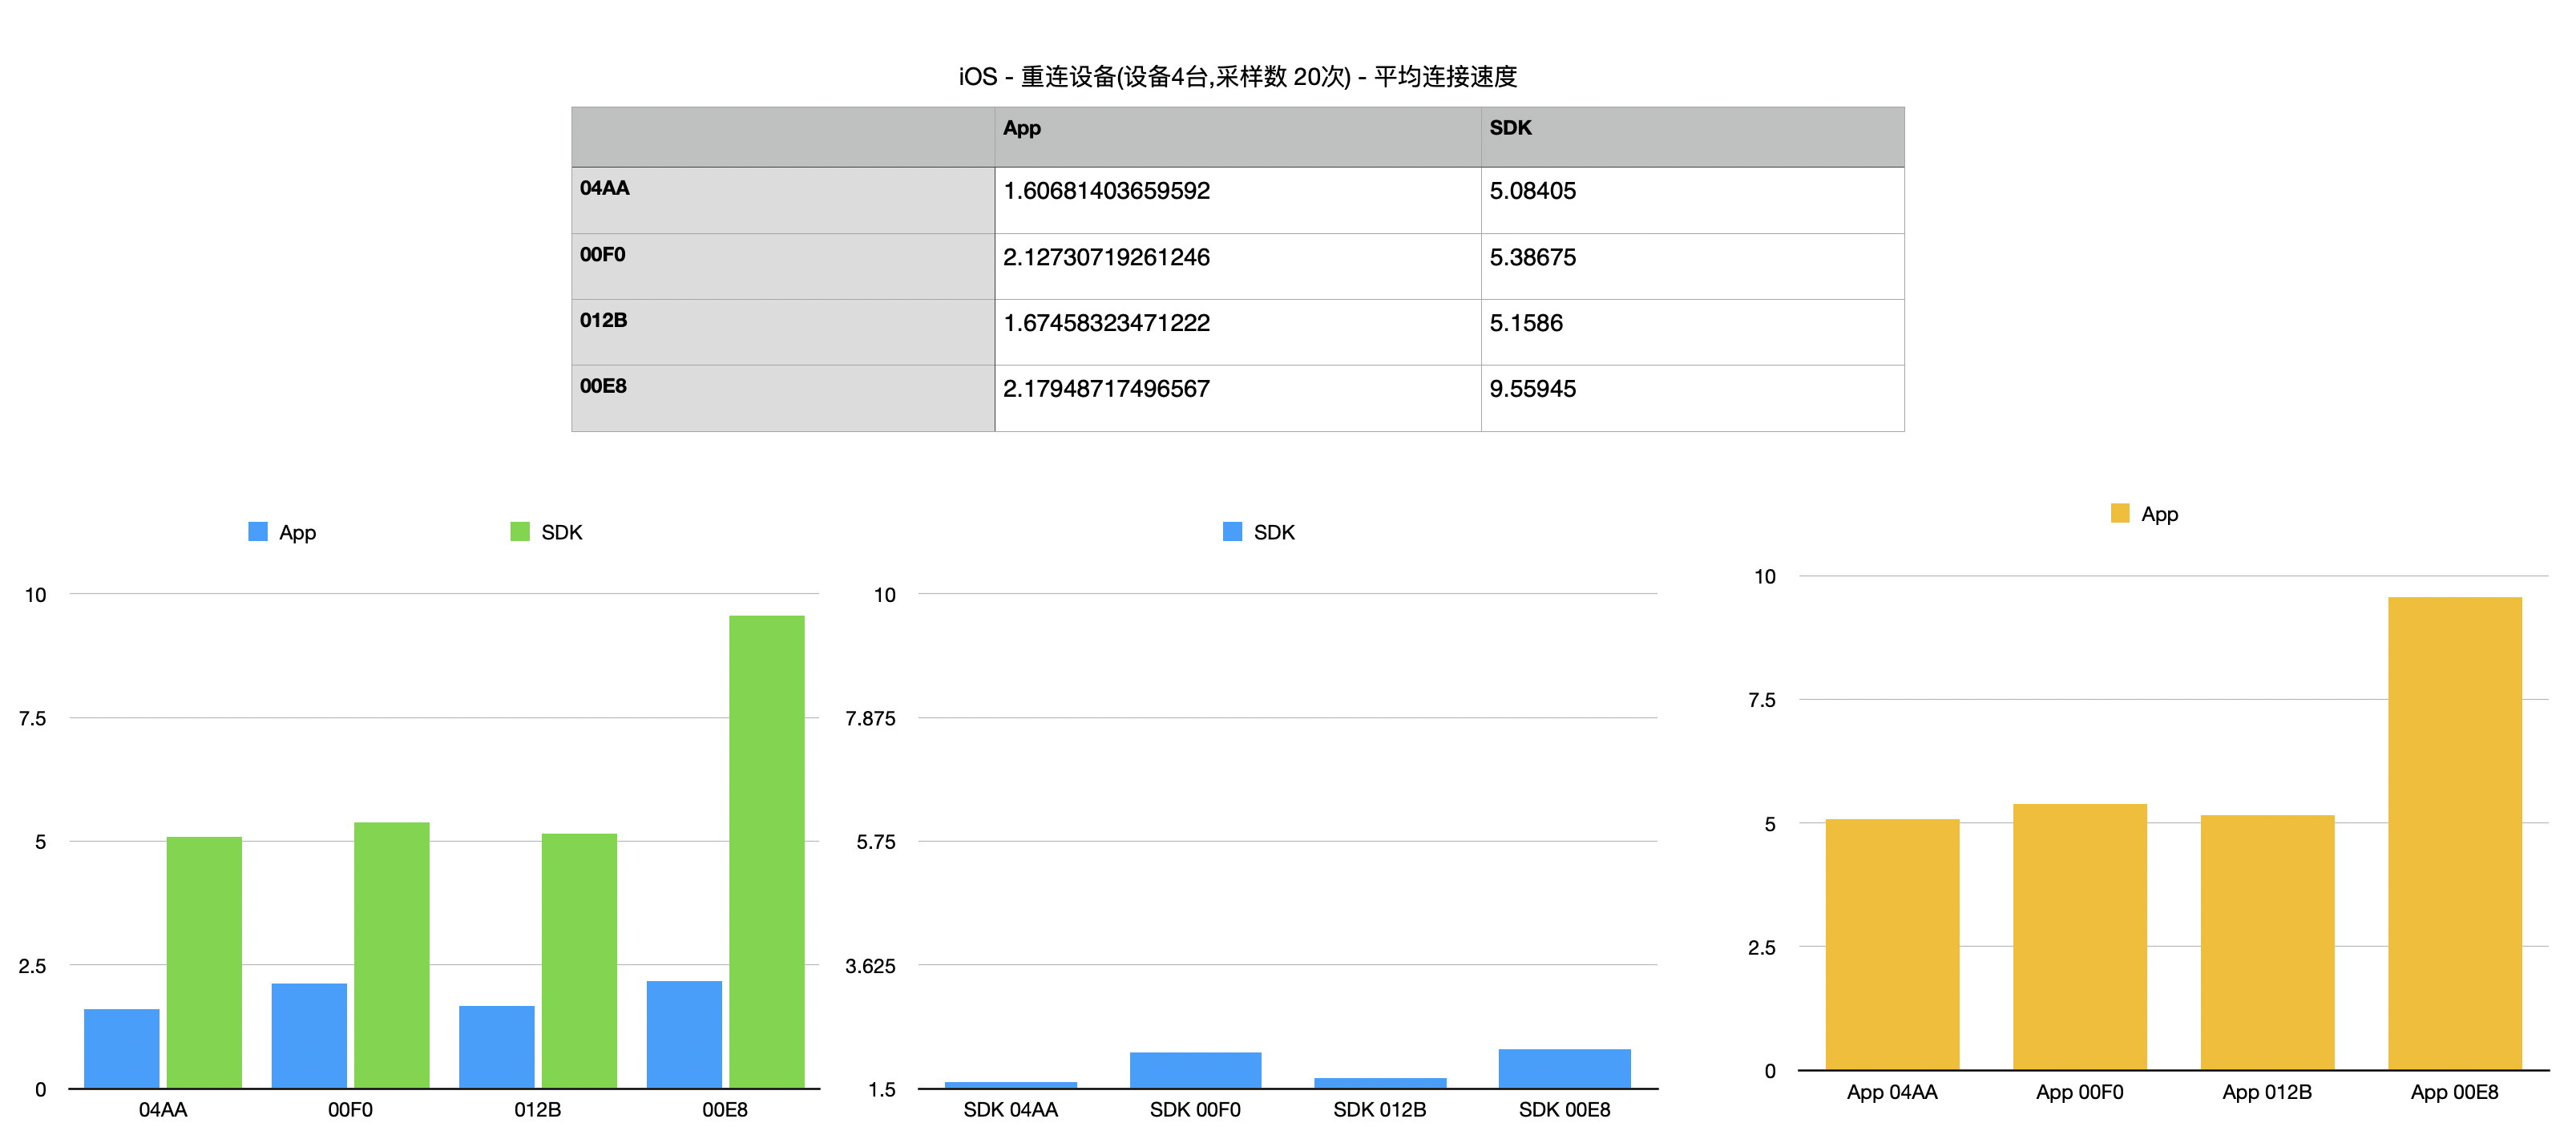 iOS - 重连设备(设备4台,采样数 20次) - 平均连接速度
App SDK
04AA 1.60681403659592 5.08405
00F0 2.12730719261246 5.38675
012B 1.67458323471222 5.1586
00E8 2.17948717496567 9.55945
App SDK
10
7.5
5
2.5
0
04AA 00F0 012B 00E8
SDK
10
7.875
5.75
3.625
1.5
SDK 04AA SDK 00F0 SDK 012B SDK 00E8
App
10
7.5
5
2.5
0
App 04AA App 00F0 App 012B App 00E8